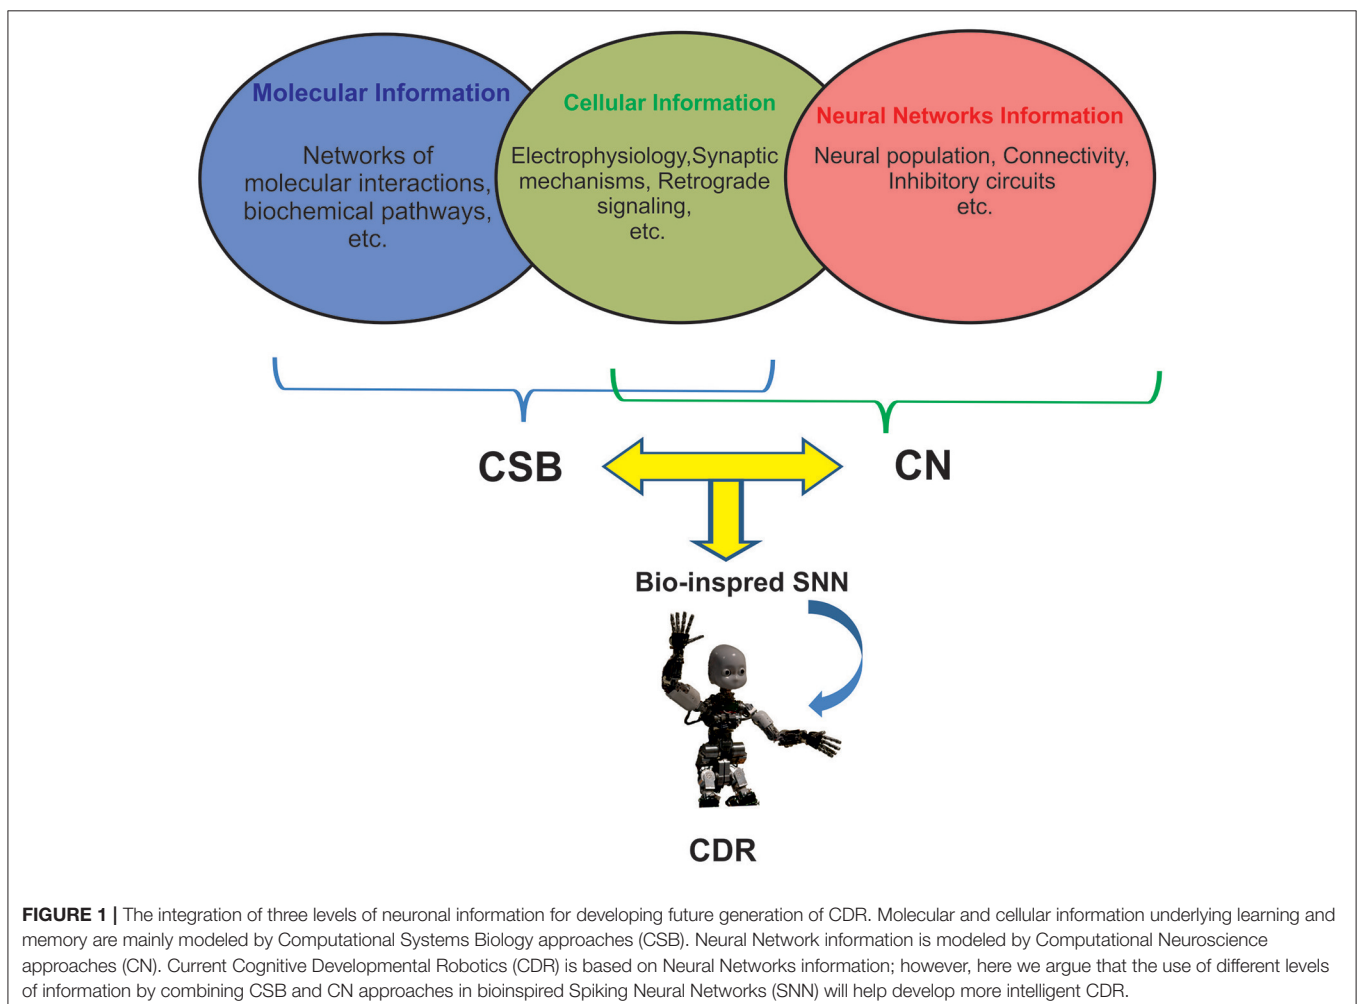 Molecular Information
Networks of
molecular interactions,
biochemical pathways,
etc.
Cellular Information
Electrophysiology,Synaptic
mechanisms, Retrograde
signaling,
etc.
Neural Networks Information
Neural population, Connectivity,
Inhibitory circuits
etc.
CSB
CN
Bio-inspred SNN
CDR
FIGURE 1 | The integration of three levels of neuronal information for developing future generation of CDR. Molecular and cellular information underlying learning and
memory are mainly modeled by Computational Systems Biology approaches (CSB). Neural Network information is modeled by Computational Neuroscience
approaches (CN). Current Cognitive Developmental Robotics (CDR) is based on Neural Networks information; however, here we argue that the use of different levels
of information by combining CSB and CN approaches in bioinspired Spiking Neural Networks (SNN) will help develop more intelligent CDR.